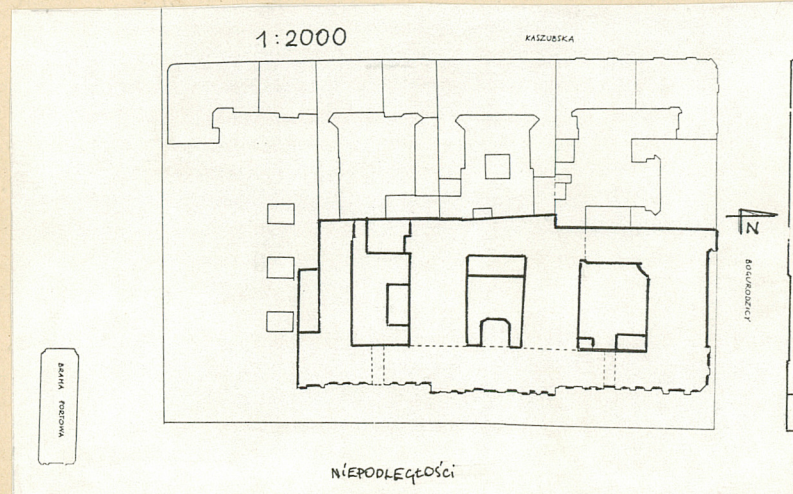 1:2000
KASZUBSKA
N
BOGURODZICY
BRAMA PORTOWA
NIEPODLEGŁOŚCI